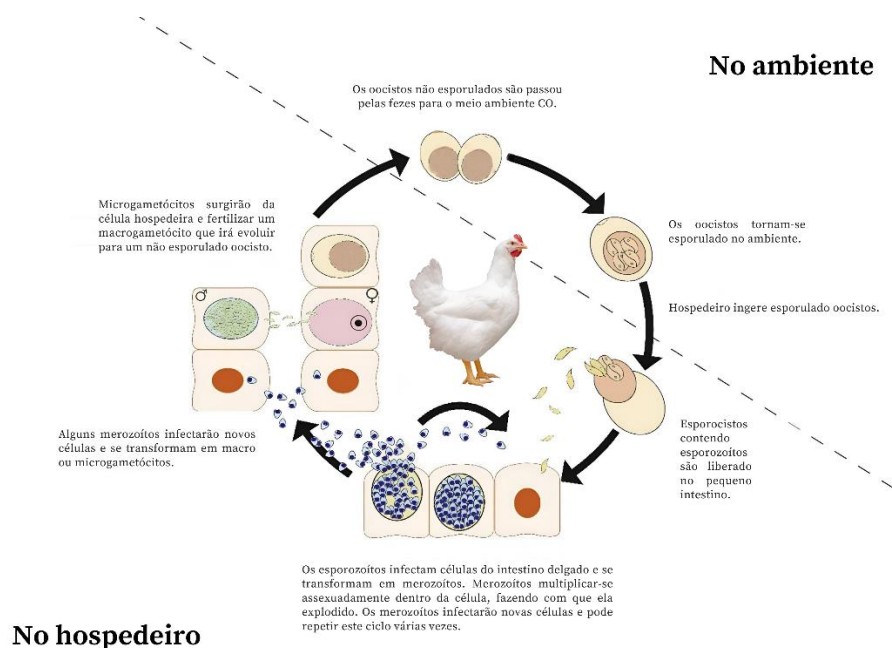 No ambiente
Os oocistos não esporulados são passou
pelas fezes para o meio ambiente CO.
Microgametócitos surgirão da
célula hospedeira e fertilizar um
macrogametócito que irá evoluir
para um não esporulado oocisto.
Os oocistos tornam-se
esporulado no ambiente.
Hospedeiro ingere esporulado oocistos.
Alguns merozoítos infectarão novos
células e se transformam em macro
ou microgametócitos.
Esporocistos
contendo
esporozoítos
são liberado
no pequeno
intestino.
Os esporozoítos infectam células do intestino delgado e se
transformam em merozoítos. Merozoítos multiplicar-se
assexuadamente dentro da célula, fazendo com que ela
explodido. Os merozoítos infectarão novas células e pode
repetir este ciclo várias vezes.
No hospedeiro